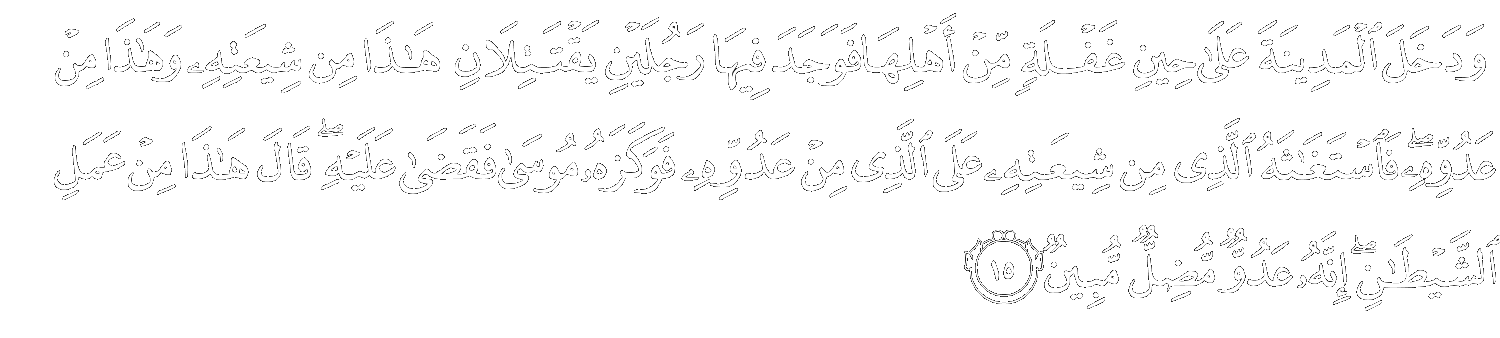 وَدَخَلَ ٱلْمَدِينَةَ عَلَىٰ حِينِ غَفْلَةٍ مِّنْ أَهْلِهَا فَوَجَدَ فِيهَا رَجُلَيْنِ يَقْتَتِلَانِ هَـٰذَا مِن شِيعَتِهِۦ وَهَـٰذَا مِنْ
عَدُوِّهِۦ ۖ فَٱسْتَغَـٰثَهُ ٱلَّذِى مِن شِيعَتِهِۦ عَلَى ٱلَّذِى مِنْ عَدُوِّهِۦ فَوَكَزَهُۥ مُوسَىٰ فَقَضَىٰ عَلَيْهِ ۖ قَالَ هَـٰذَا مِنْ عَمَلِ
ٱلشَّيْطَـٰنِ ۖ إِنَّهُۥ عَدُوٌّ مُّضِلٌّ مُّبِينٌ ١٥